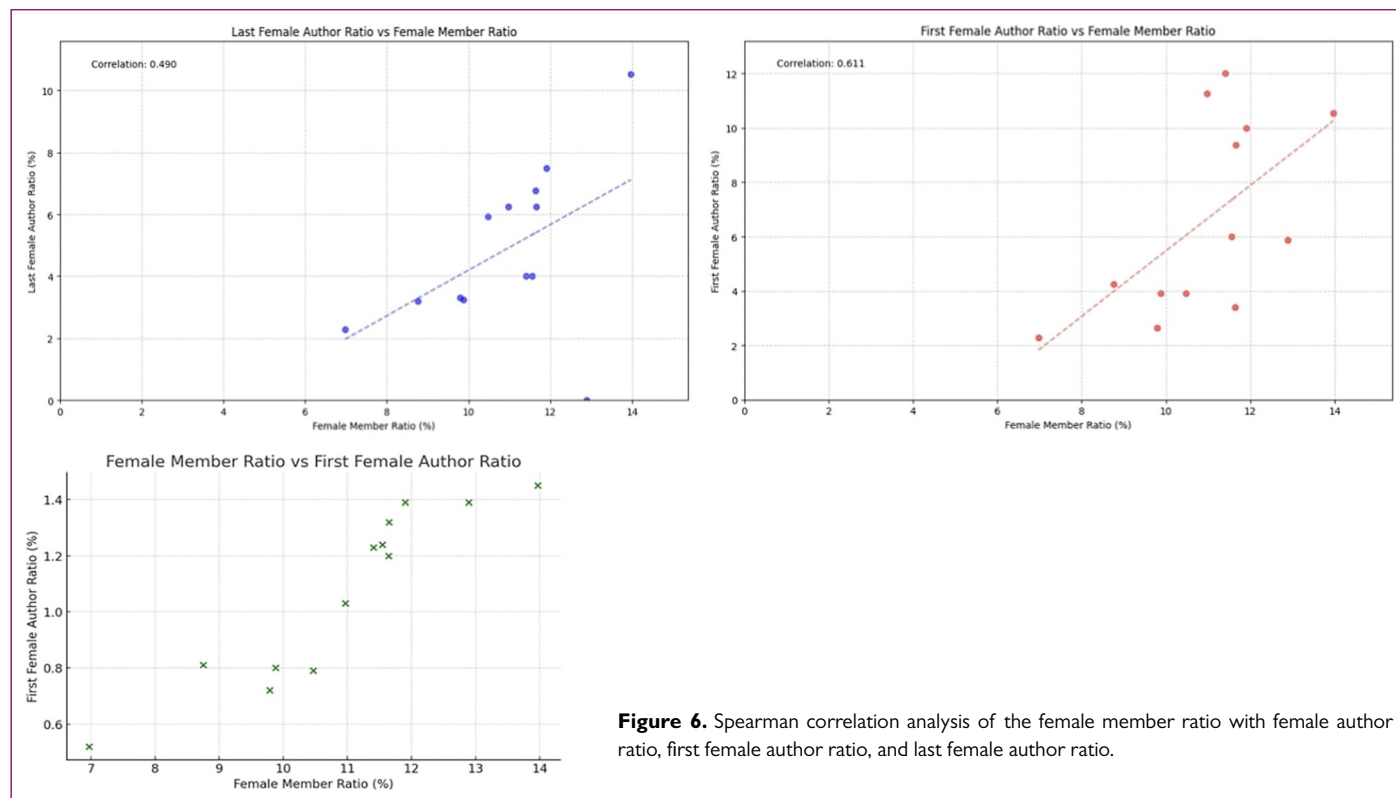 Last Female Author Ratio vs Female Member Ratio
Correlation: 0.490
10
8
6
4
2
0
Last Female Author Ratio (%)
0 2 4 6 8 10 12 14
Female Member Ratio (%)
First Female Author Ratio vs Female Member Ratio
Correlation: 0.611
12
10
8
6
4
2
0
First Female Author Ratio (%)
0 2 4 6 8 10 12 14
Female Member Ratio (%)
Female Member Ratio vs First Female Author Ratio
1.4
1.2
1.0
0.8
0.6
First Female Author Ratio (%)
7 8 9 10 11 12 13 14
Female Member Ratio (%)
Figure 6. Spearman correlation analysis of the female member ratio with female author
ratio, first female author ratio, and last female author ratio.